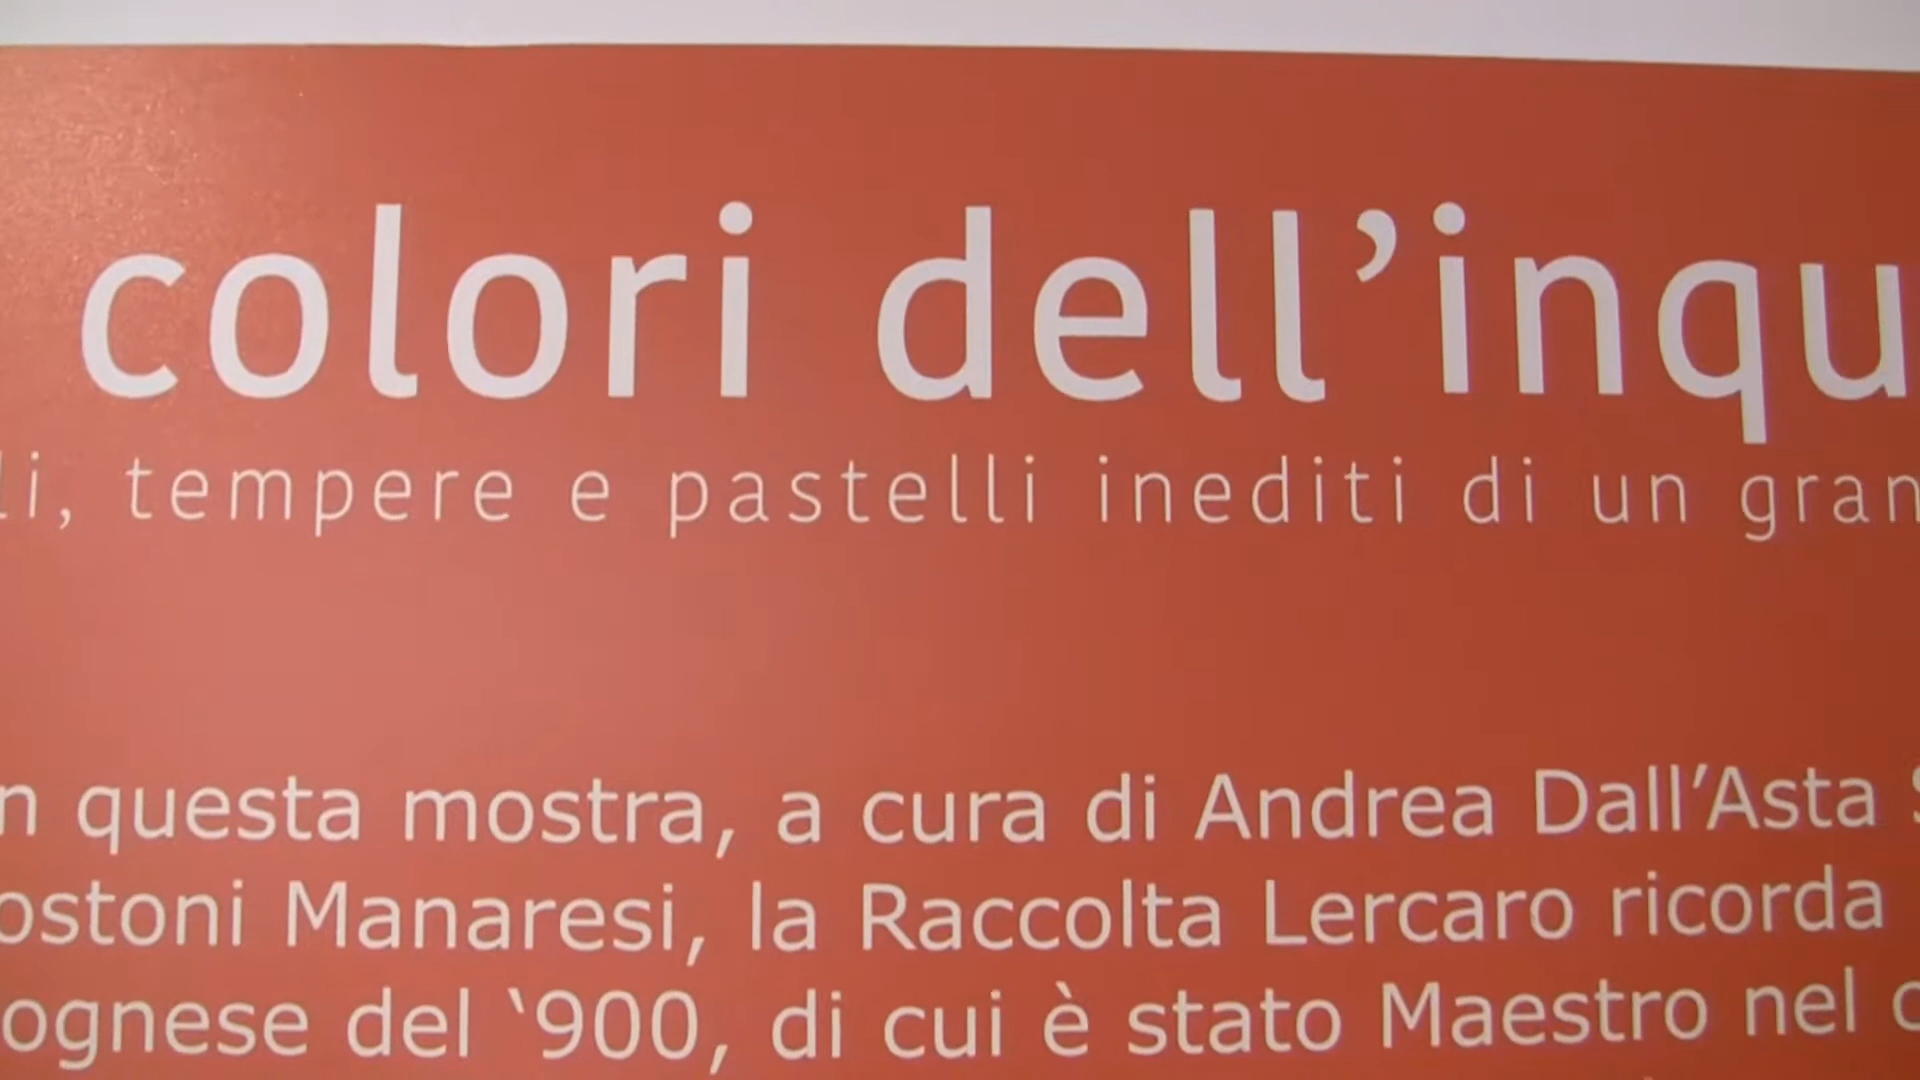 colori dell’inqu
li, tempere e pastelli inediti di un gran
n questa mostra, a cura di Andrea Dall’Asta S
ostoni Manaresi, la Raccolta Lercaro ricorda
ognese del ‘900, di cui è stato Maestro nel c